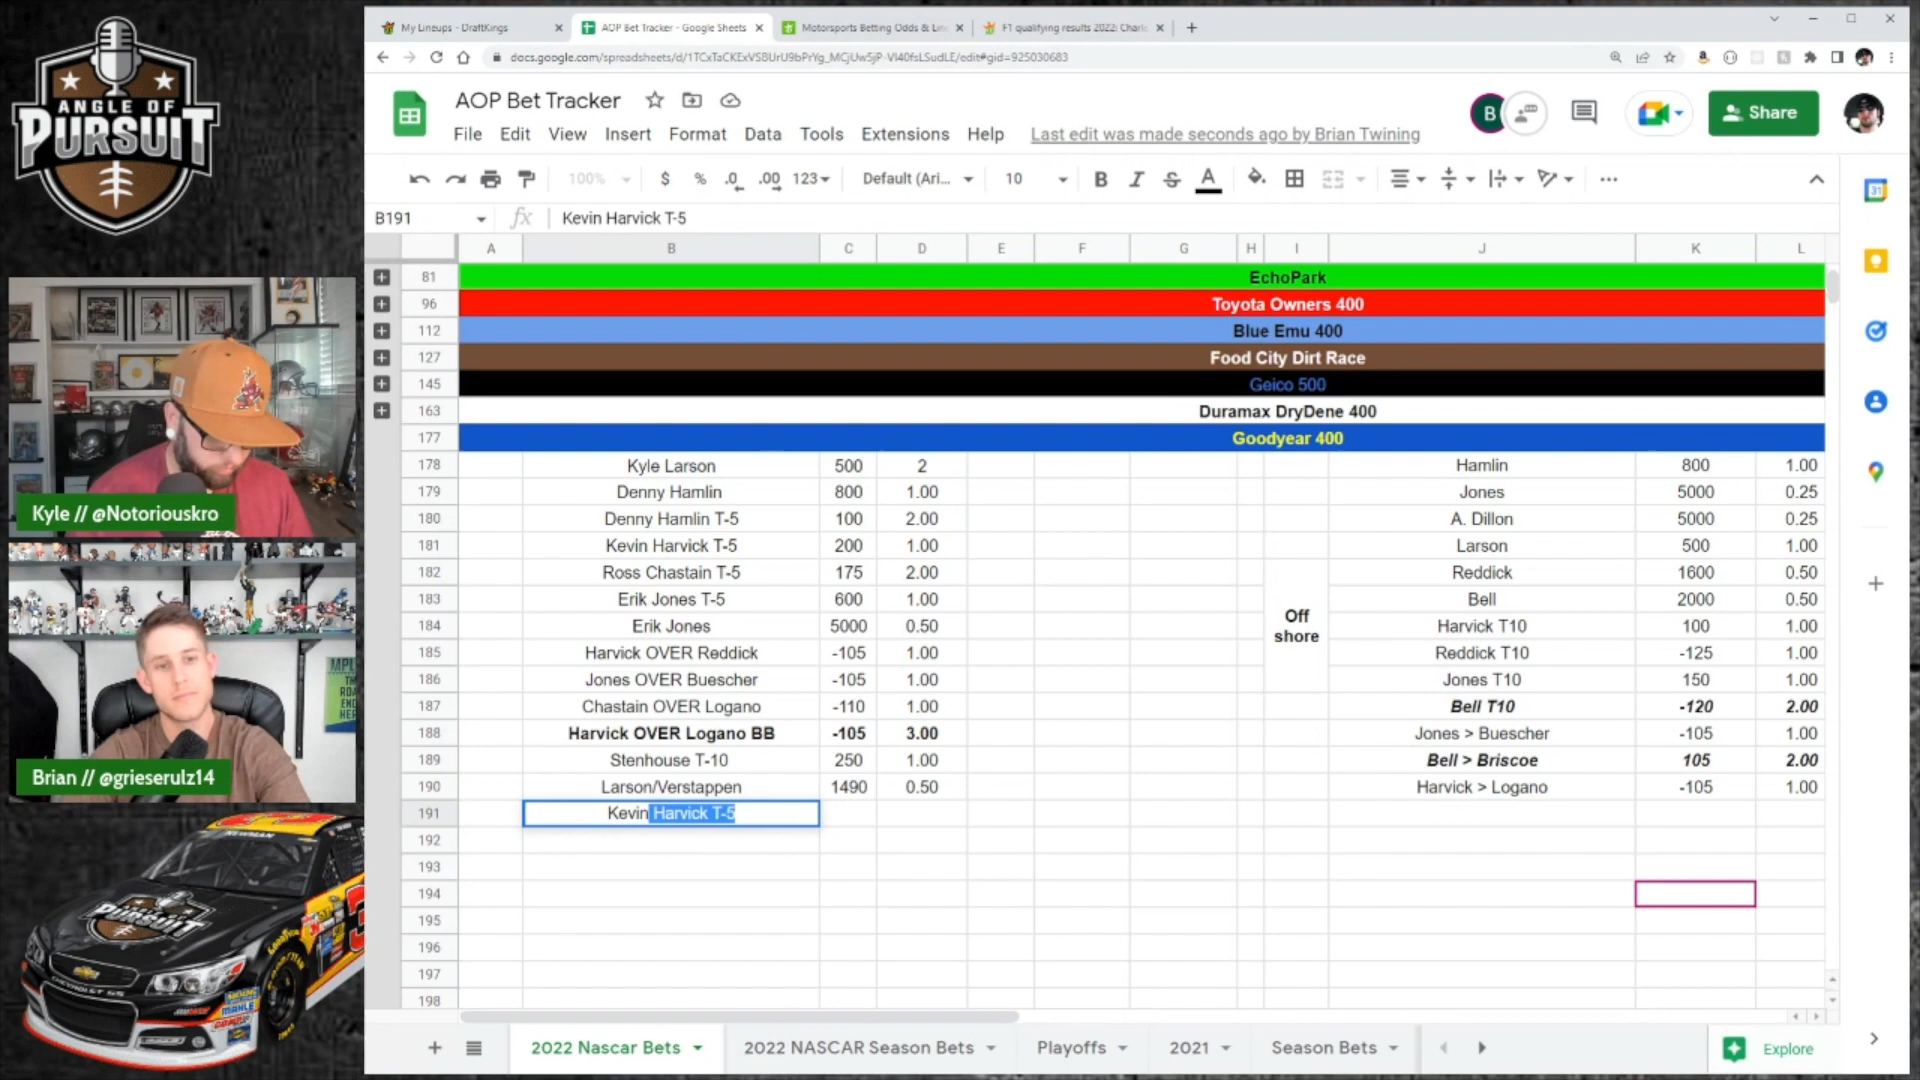 ANGLE OF
PURSUIT
My Lineups - DraftKings
AOP Bet Tracker - Google Sheets
Motorsports Betting Odds & Lin
F1 qualifying results 2022: Charle
AOP Bet Tracker
File Edit View Insert Format Data Tools Extensions Help
Last edit was made seconds ago by Brian Twining
B
Share
100% $ % .0 .00 123 Default (Ari... 10 B I S A
B191 fx Kevin Harvick T-5
A B C D E F G H I J K L
81 EchoPark
96 Toyota Owners 400
112 Blue Emu 400
127 Food City Dirt Race
145 Geico 500
163 Duramax DryDene 400
177 Goodyear 400
178 Kyle Larson 500 2 Hamlin 800 1.00
179 Denny Hamlin 800 1.00 Jones 5000 0.25
180 Denny Hamlin T-5 100 2.00 A. Dillon 5000 0.25
181 Kevin Harvick T-5 200 1.00 Larson 500 1.00
182 Ross Chastain T-5 175 2.00 Reddick 1600 0.50
183 Erik Jones T-5 600 1.00 Bell 2000 0.50
Off
shore
184 Erik Jones 5000 0.50 Harvick T10 100 1.00
185 Harvick OVER Reddick -105 1.00 Reddick T10 -125 1.00
186 Jones OVER Buescher -105 1.00 Jones T10 150 1.00
187 Chastain OVER Logano -110 1.00 Bell T10 -120 2.00
188 Harvick OVER Logano BB -105 3.00 Jones > Buescher -105 1.00
189 Stenhouse T-10 250 1.00 Bell > Briscoe 105 2.00
190 Larson/Verstappen 1490 0.50 Harvick > Logano -105 1.00
191 Kevin Harvick T-5
192
193
194
195
196
197
198
2022 Nascar Bets 2022 NASCAR Season Bets Playoffs 2021 Season Bets
Explore
Kyle // @Notoriouskro
Brian // @grieserulz14
NEWMAN
PURSUIT
31